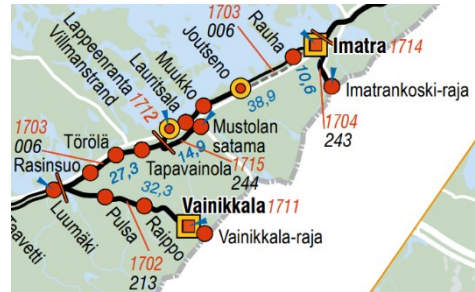 1703
006
Rauha
Imatra
1714
Lappeenranta
Villmanstrand
Lauritsala
Muukko
Joutseno
10,6
38,9
Imatrankoski-raja
1704
243
1712
1703
006
Törölä
Mustolan
satama
Rasinsuo
27,3
14,9
Tapavainola
1715
244
32,3
Taavetti
Luumäki
Pulsa
Raippo
Vainikkala
1711
Vainikkala-raja
1702
213